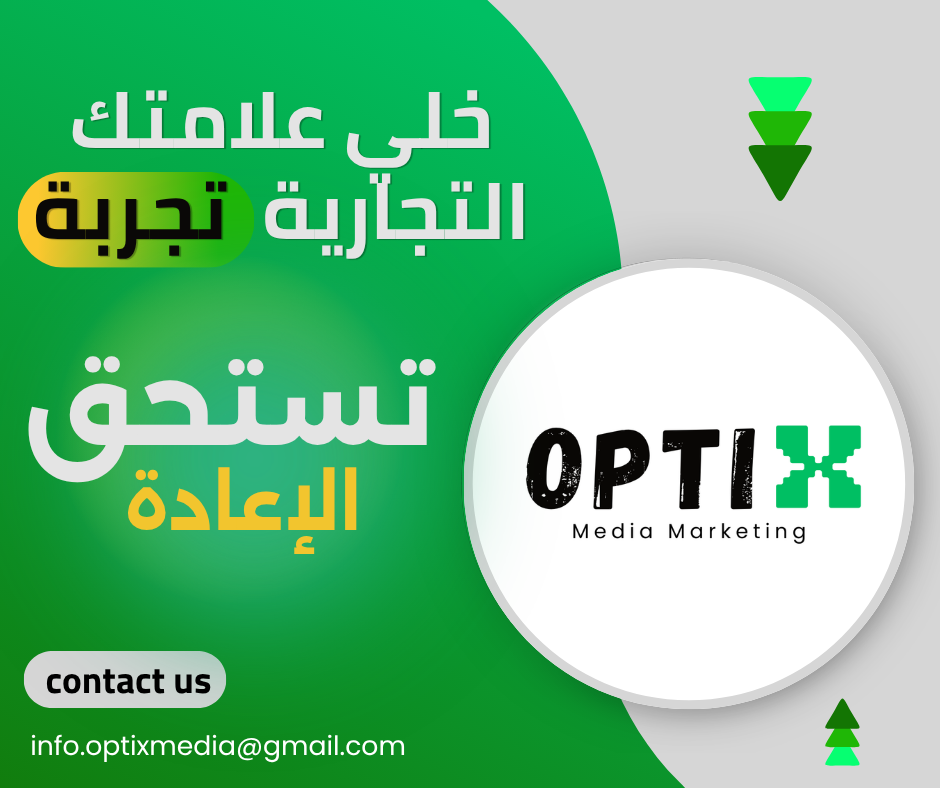 خلي علامتك
التجارية تجربة
تستحق
الإعادة
OPTIX
Media Marketing
contact us
info.optixmedia@gmail.com